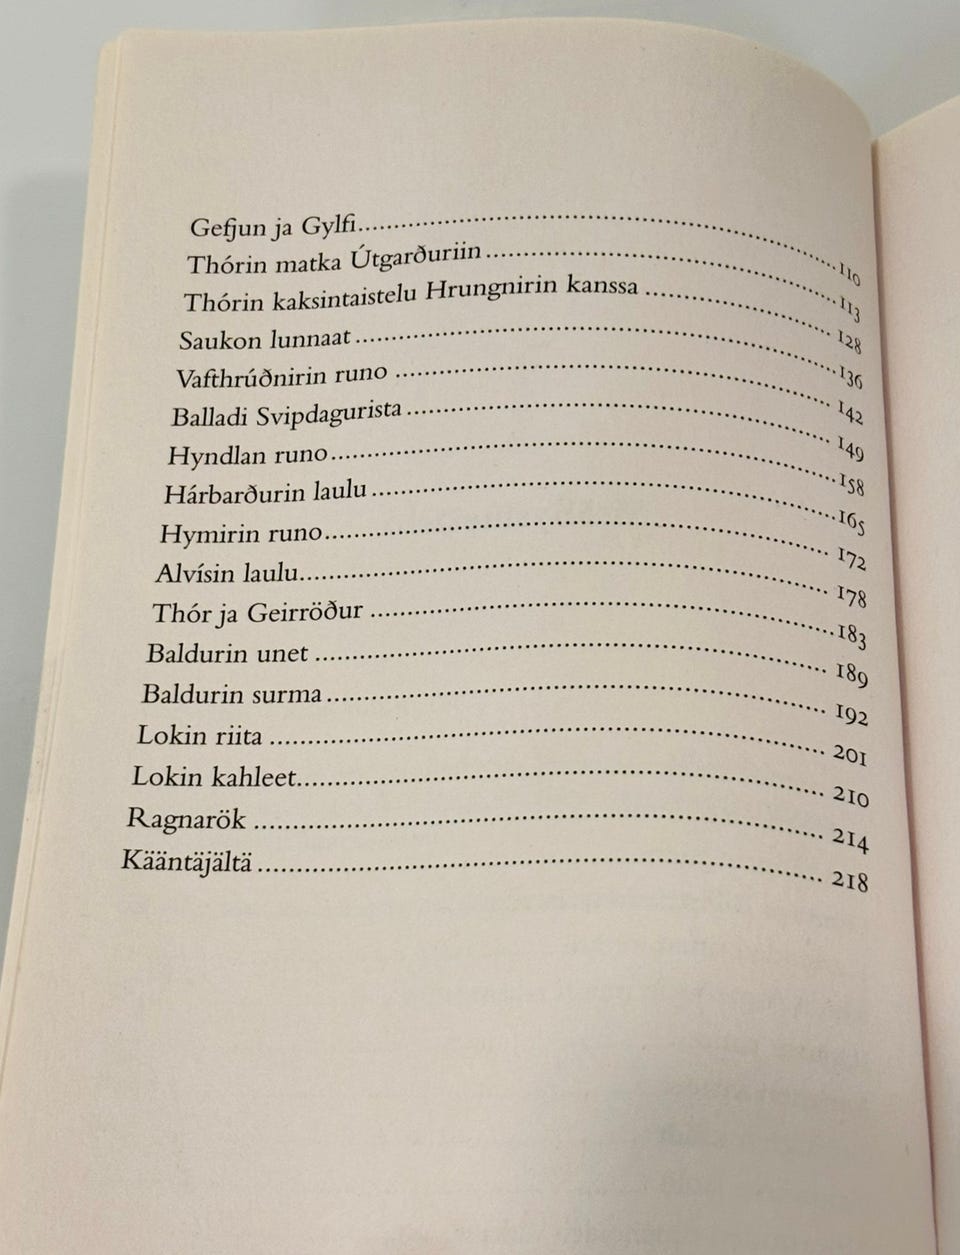 Gefjun ja Gylfi 110
Thórin matka Útgarðuriin 113
Thórin kaksintaistelu Hrungnirin kanssa 128
Saukon lunnaat 136
Vafthrúðnirin runo 142
Balladi Svipdagurista 149
Hyndlan runo 158
Hárbarðurin laulu 165
Hymirin runo 172
Alvísin laulu 178
Thór ja Geirröður 183
Baldurin unet 189
Baldurin surma 192
Lokin riita 201
Lokin kahleet 210
Ragnarök 214
Kääntäjältä 218